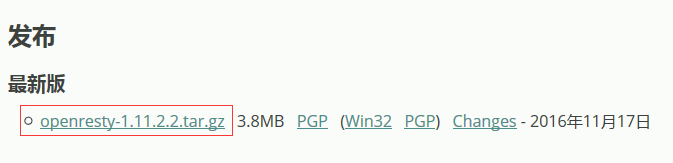 发布
最新版
openresty-1.11.2.2.tar.gz 3.8MB PGP (Win32 PGP) Changes - 2016年11月17日